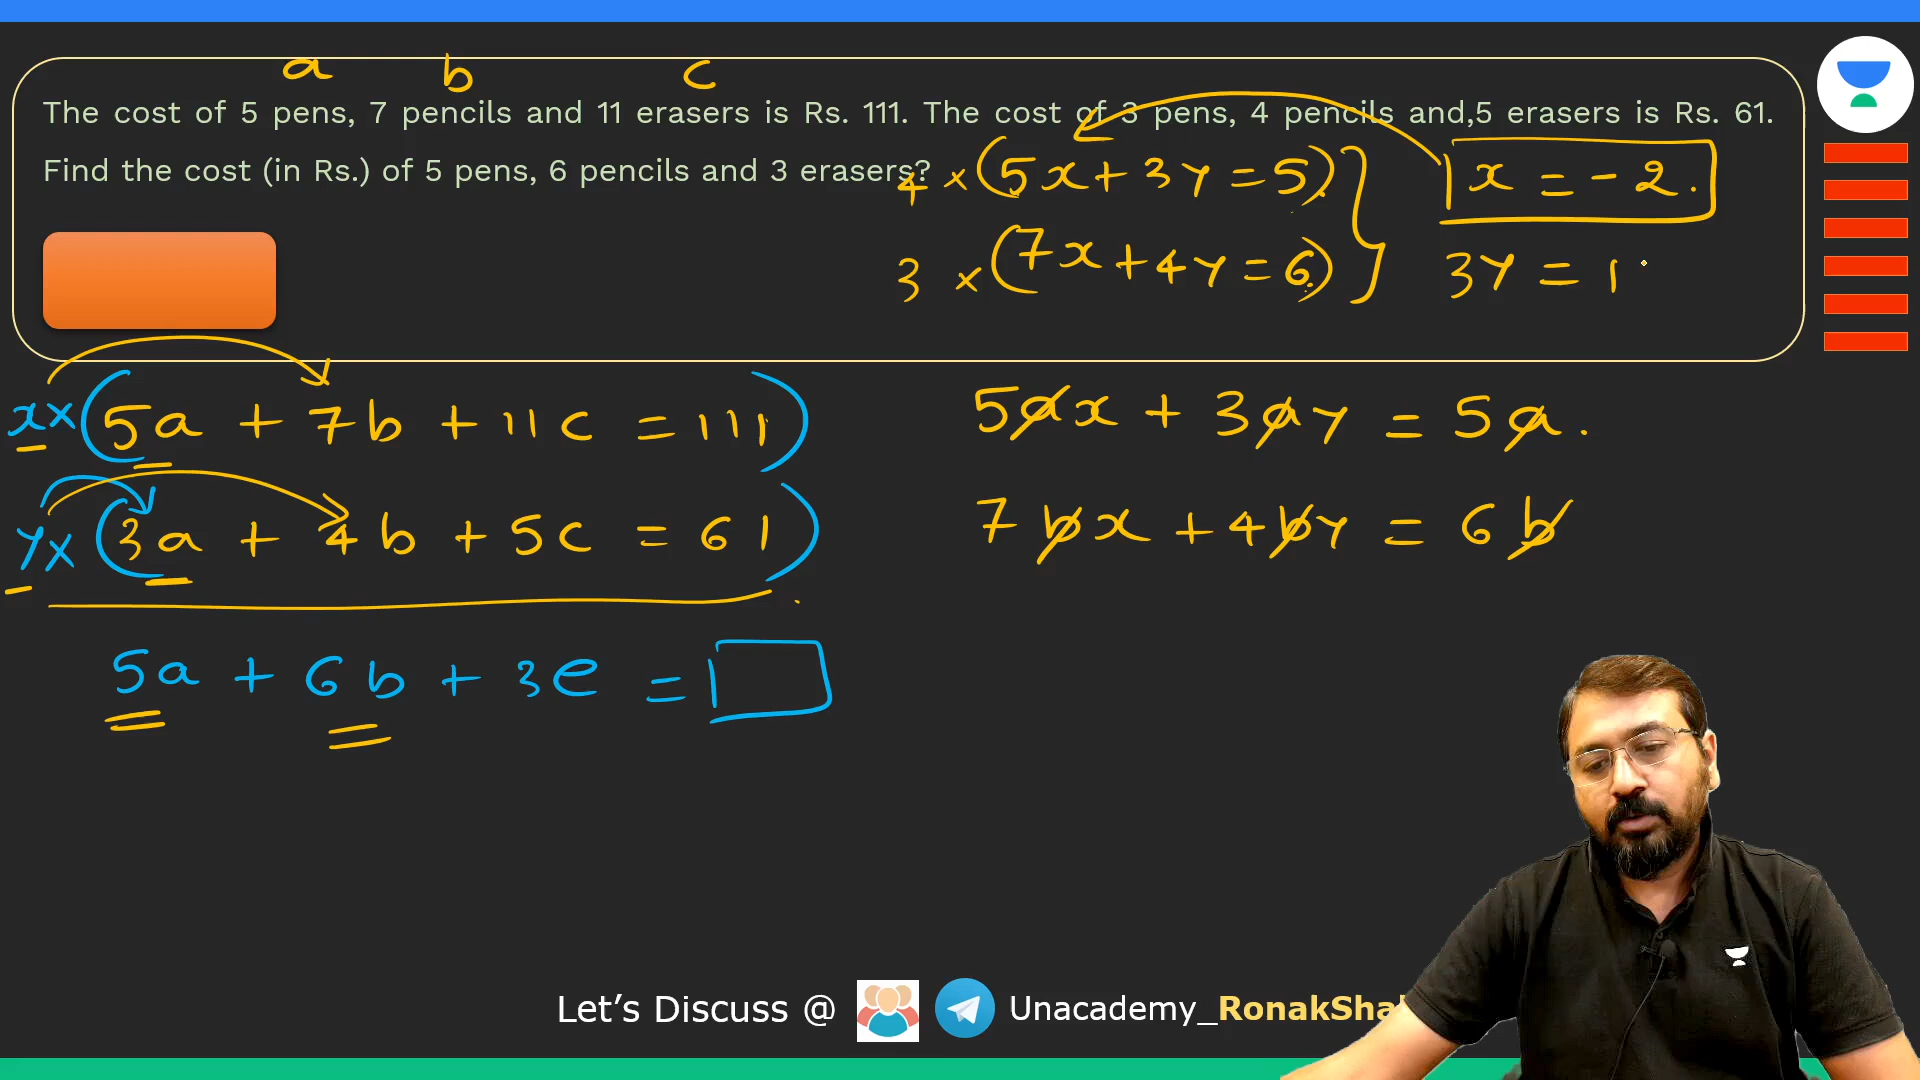 a b c
The cost of 5 pens, 7 pencils and 11 erasers is Rs. 111. The cost of 3 pens, 4 pencils and,5 erasers is Rs. 61.
Find the cost (in Rs.) of 5 pens, 6 pencils and 3 erasers?
4 × (5x + 3y = 5)
x = -2.
3 × (7x + 4y = 6)
3y = 1
x × (5a + 7b + 11c = 111)
5ax + 3ay = 5a.
y × (3a + 4b + 5c = 61)
7bx + 4by = 6b
5a + 6b + 3e =
Let’s Discuss @ Unacademy_RonakSha